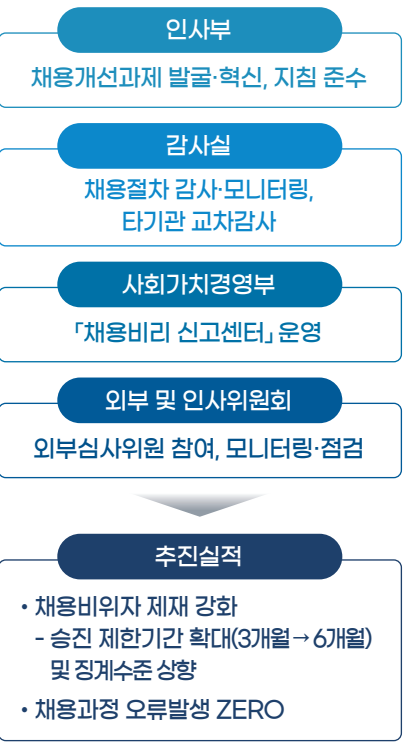 인사부
채용개선과제 발굴·혁신, 지침 준수
감사실
채용절차 감사·모니터링,
타기관 교차감사
사회가치경영부
「채용비리 신고센터」 운영
외부 및 인사위원회
외부심사위원 참여, 모니터링·점검
추진실적
• 채용비위자 제재 강화
- 승진 제한기간 확대(3개월→6개월)
및 징계수준 상향
• 채용과정 오류발생 ZERO